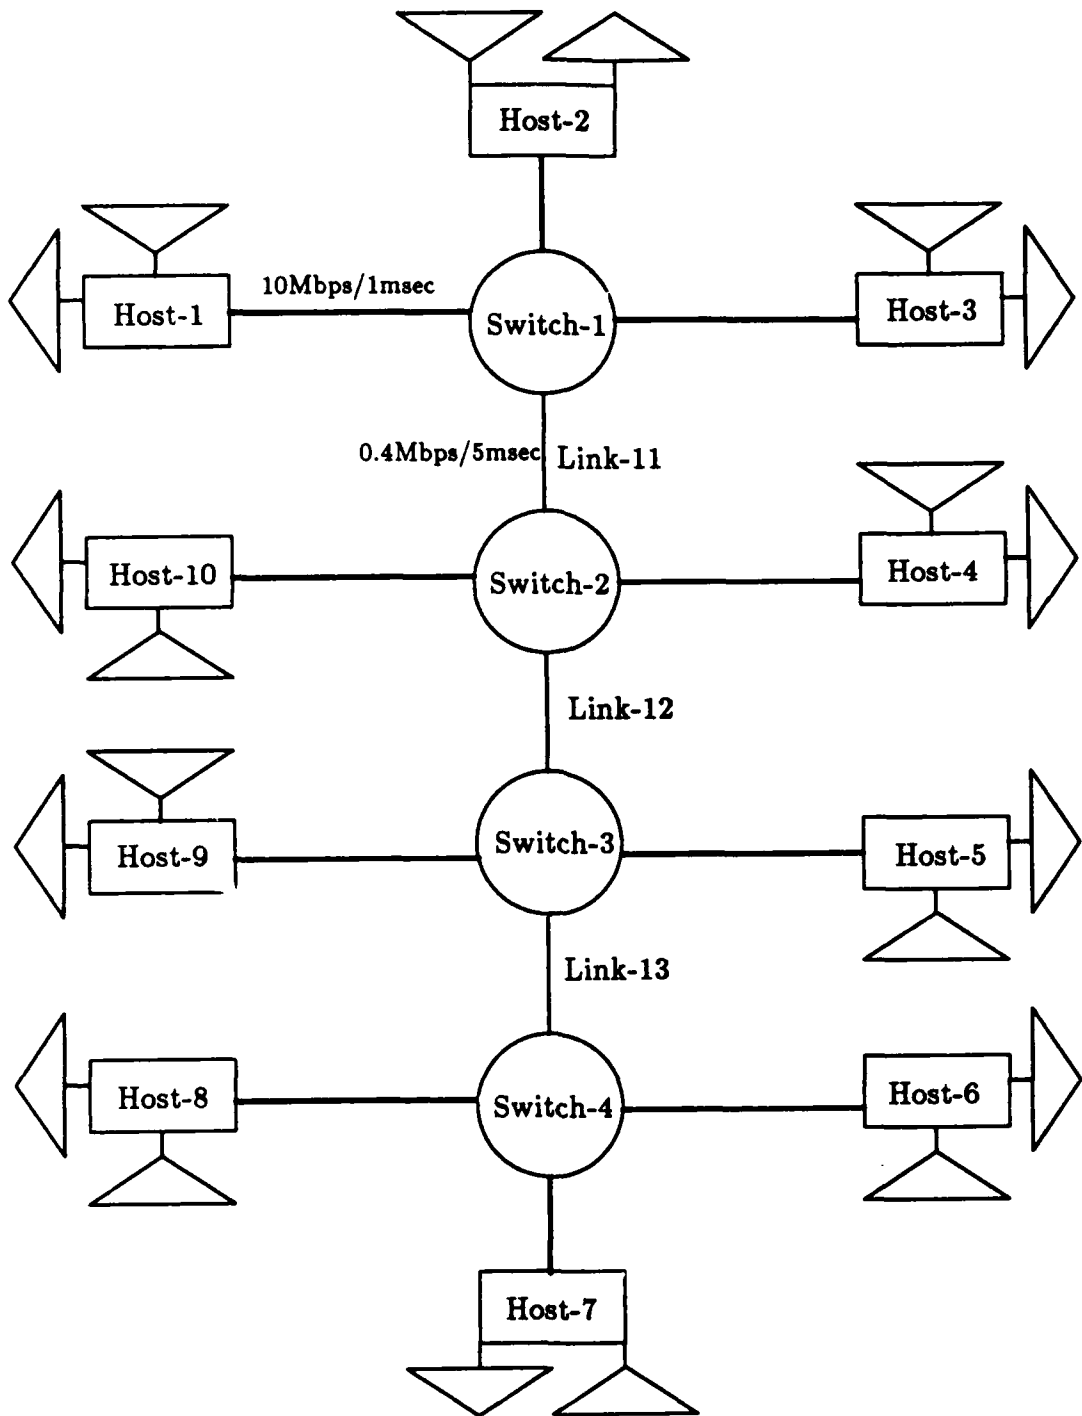 Host-2
Host-1
10Mbps/1msec
Switch-1
Host-3
0.4Mbps/5msec
Link-11
Host-10
Switch-2
Host-4
Link-12
Host-9
Switch-3
Host-5
Link-13
Host-8
Switch-4
Host-6
Host-7